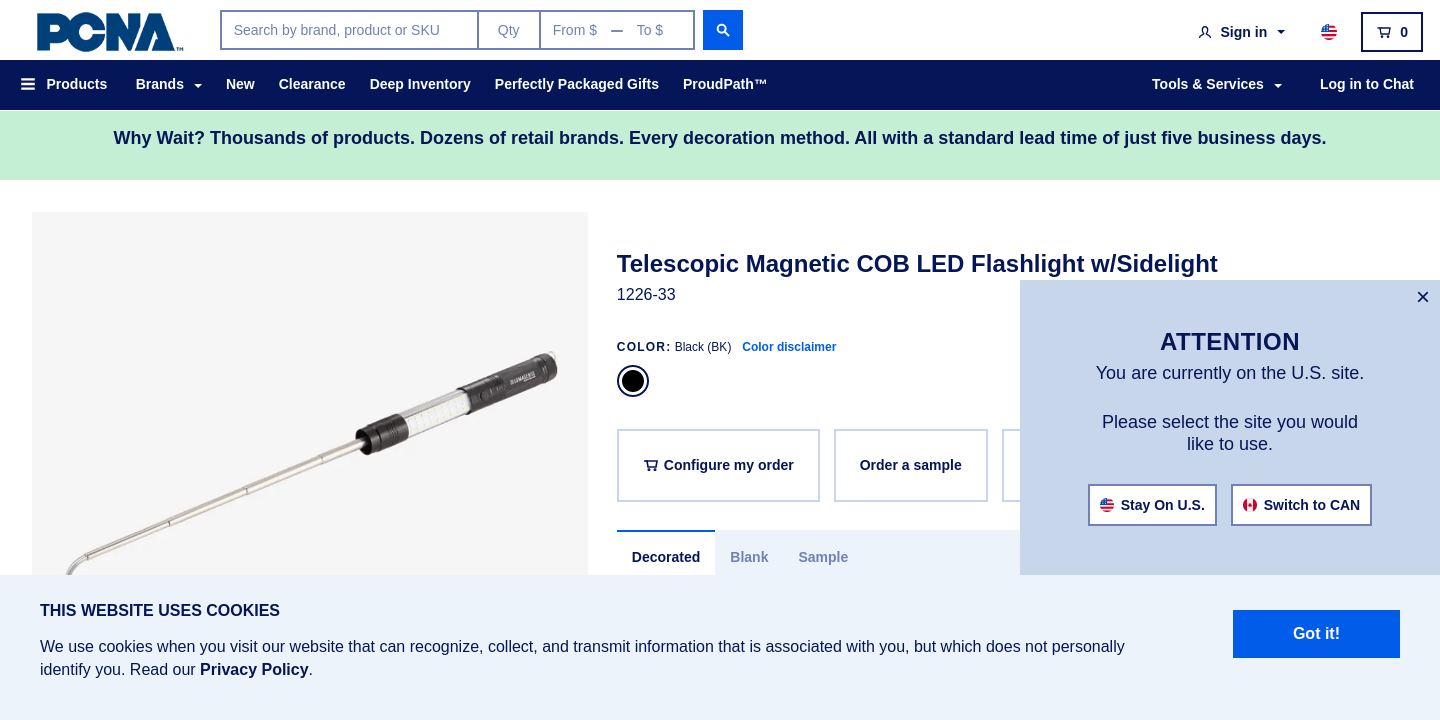 PCNA™
Search by brand, product or SKU
Qty
From $ — To $
Sign in
0
Products
Brands
New
Clearance
Deep Inventory
Perfectly Packaged Gifts
ProudPath™
Tools & Services
Log in to Chat
Why Wait? Thousands of products. Dozens of retail brands. Every decoration method. All with a standard lead time of just five business days.
Telescopic Magnetic COB LED Flashlight w/Sidelight
1226-33
COLOR: Black (BK) Color disclaimer
Configure my order
Order a sample
Decorated
Blank
Sample
×
ATTENTION
You are currently on the U.S. site.
Please select the site you would
like to use.
Stay On U.S.
Switch to CAN
THIS WEBSITE USES COOKIES
We use cookies when you visit our website that can recognize, collect, and transmit information that is associated with you, but which does not personally
identify you. Read our Privacy Policy.
Got it!